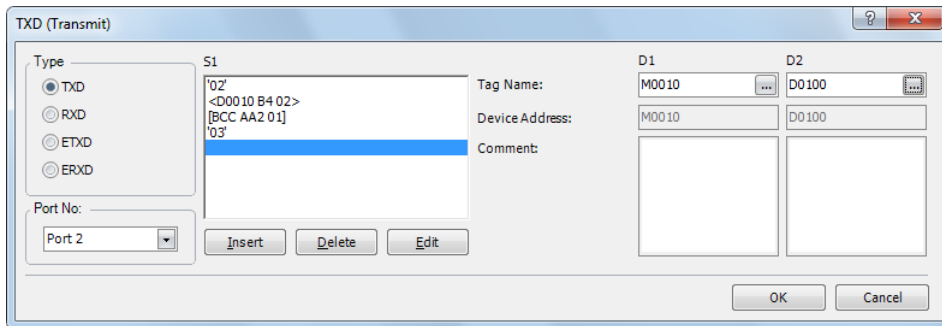 TXD (Transmit)
?
Type
TXD
RXD
ETXD
ERXD
Port No:
Port 2
S1
'02'
<D0010 B4 02>
[BCC AA2 01]
'03'
Insert Delete Edit
D1 D2
Tag Name: M0010 ... D0100 ...
Device Address: M0010 D0100
Comment:
OK Cancel